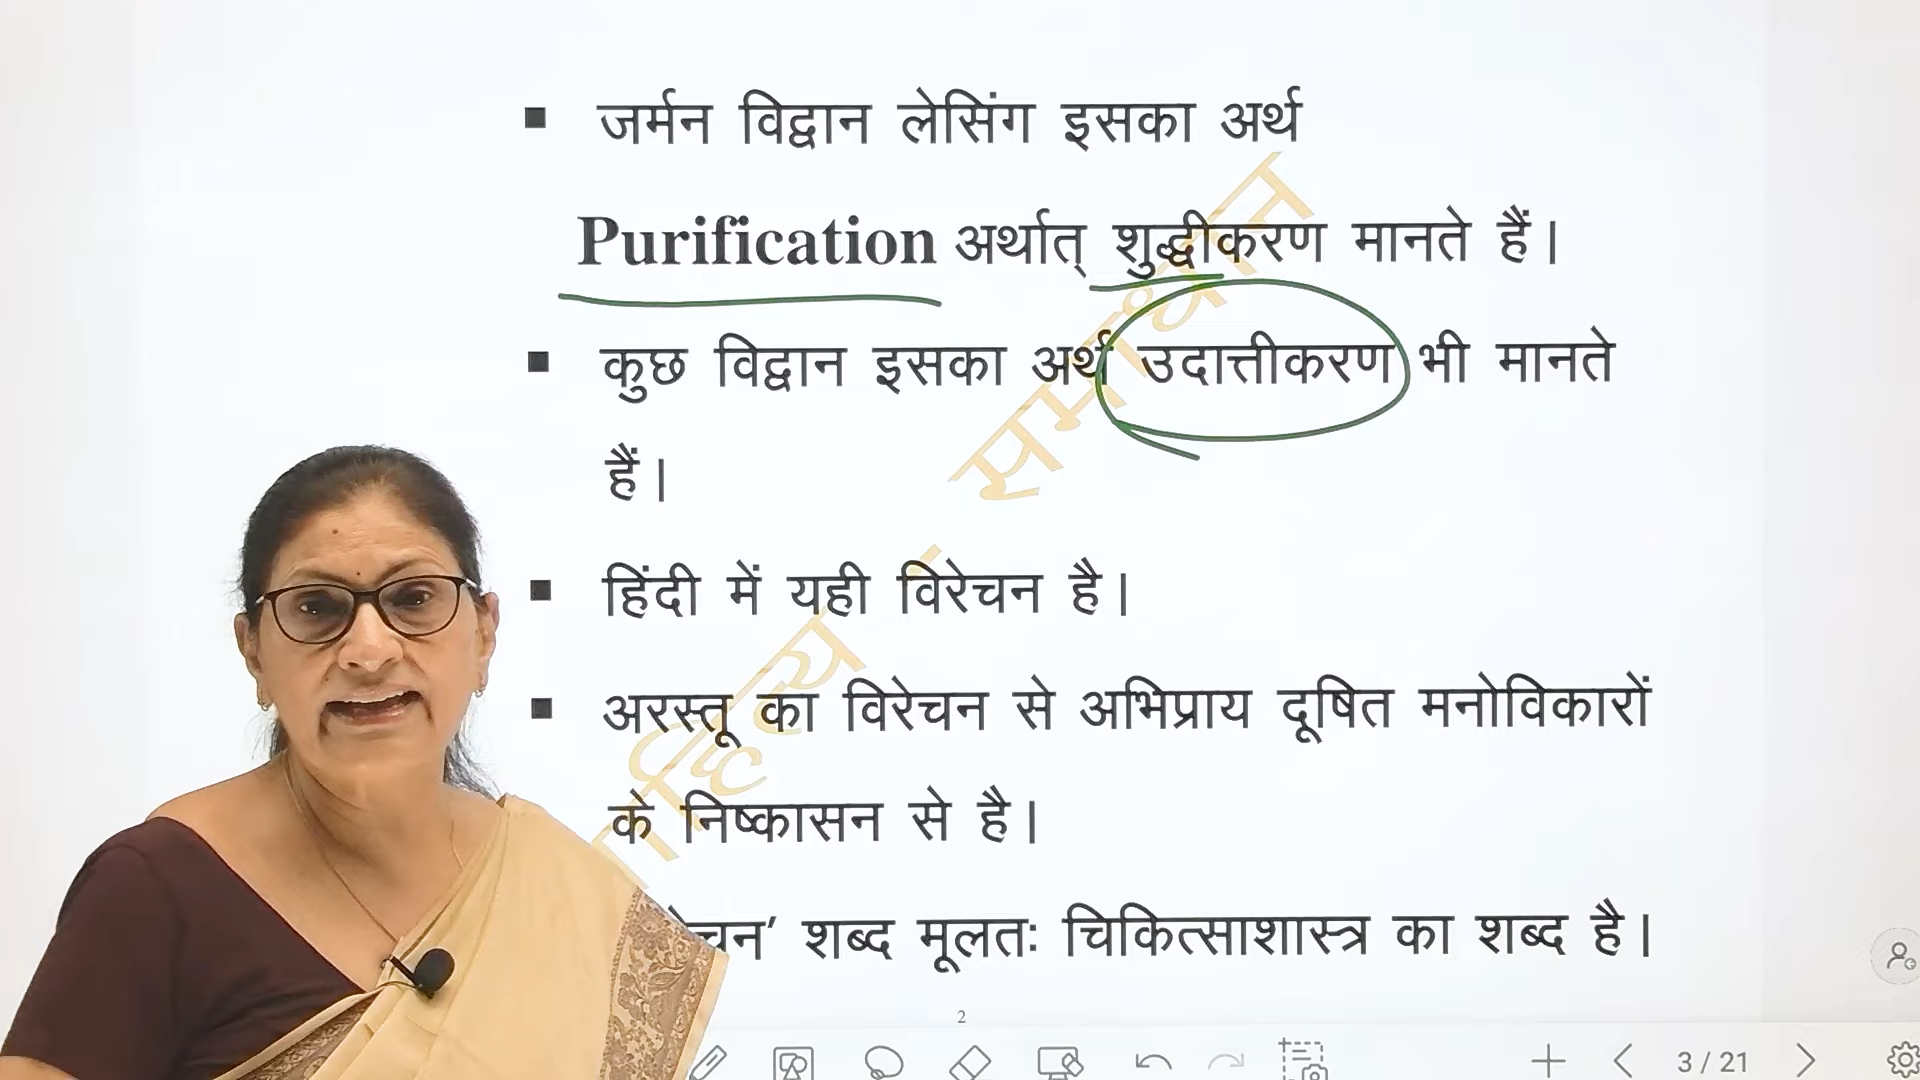 जर्मन विद्वान लेसिंग इसका अर्थ
Purification अर्थात् शुद्धीकरण मानते हैं।
कुछ विद्वान इसका अर्थ उदात्तीकरण भी मानते
हैं।
हिंदी में यही विरेचन है।
अरस्तू का विरेचन से अभिप्राय दूषित मनोविकारों
के निष्कासन से है।
शब्द मूलतः चिकित्साशास्त्र का शब्द है।
2
3 / 21
साहित्य समाधान